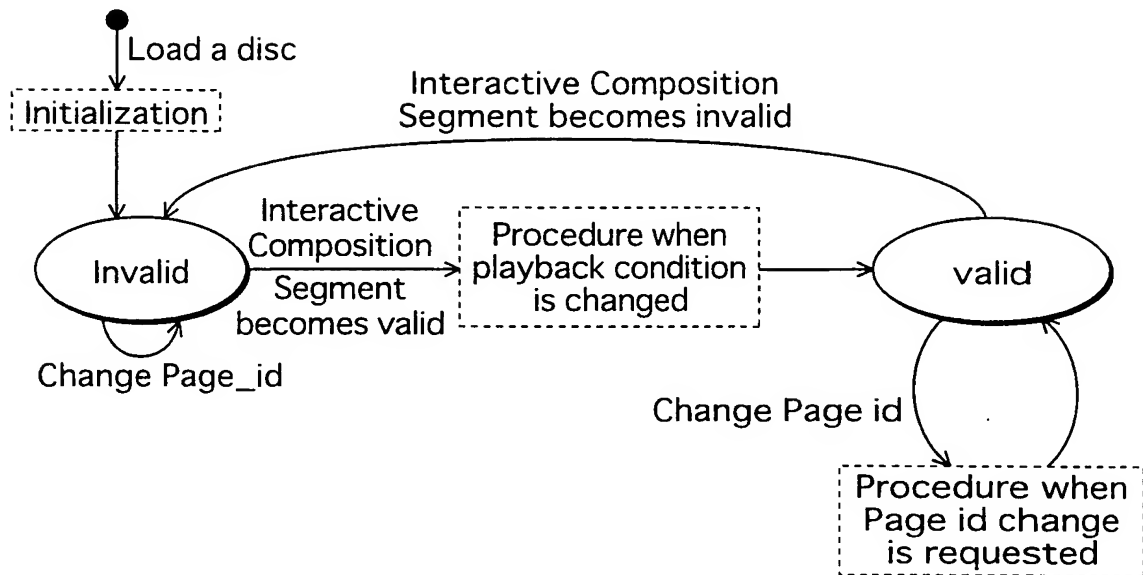 Load a disc
Initialization
Interactive Composition
Segment becomes invalid
Invalid
Interactive
Composition
Segment
becomes valid
Procedure when
playback condition
is changed
valid
Change Page_id
Change Page id
Procedure when
Page id change
is requested